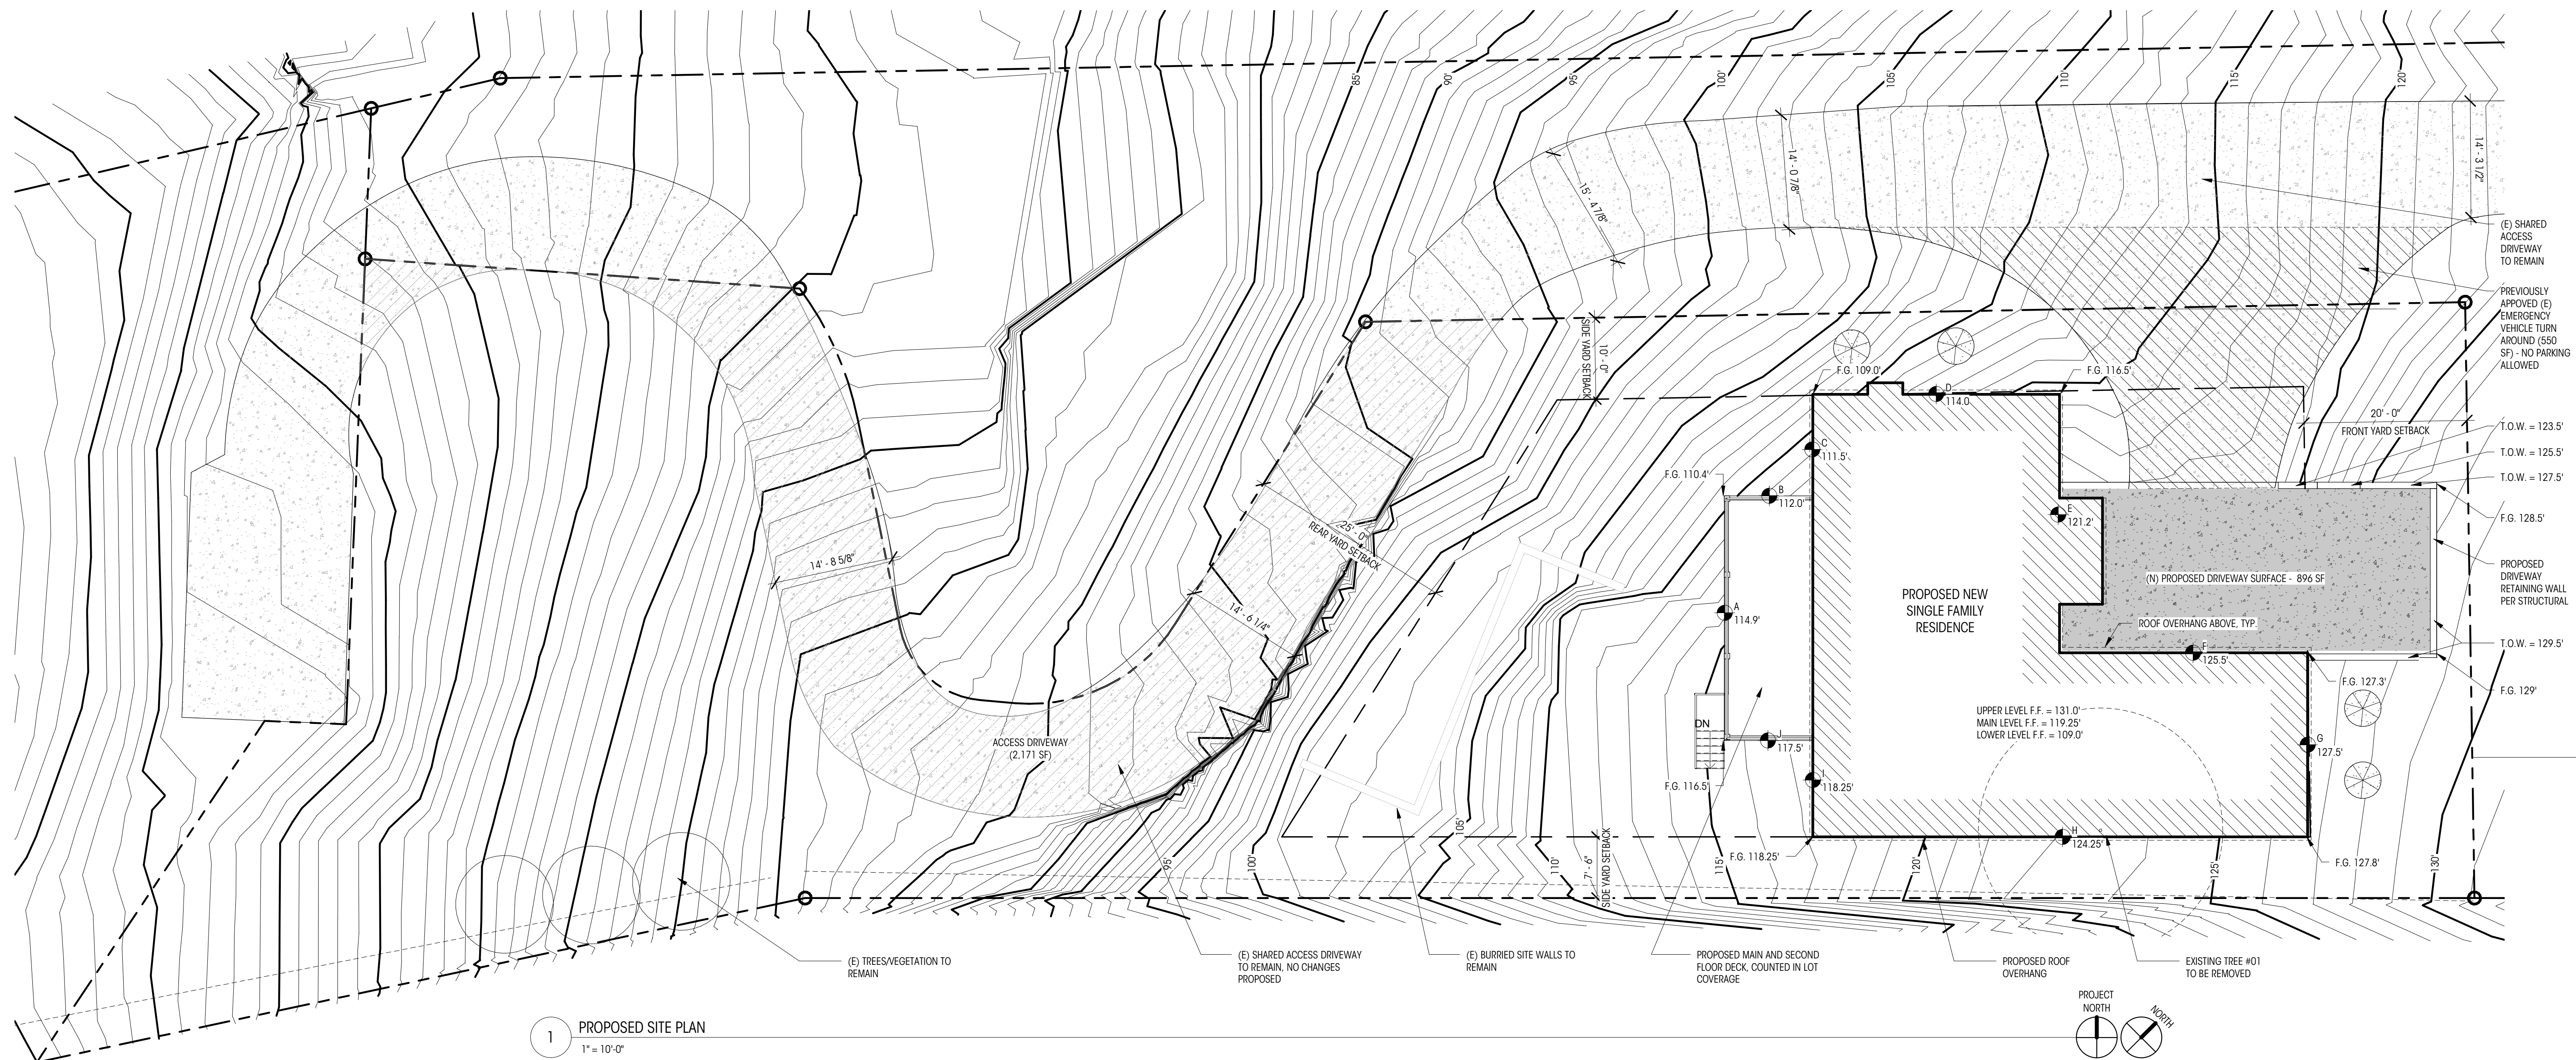 85'
90'
95'
100'
105'
110'
115'
120'
14' - 3 1/2"
14' - 0 7/8"
15' - 4 7/8"
(E) SHARED
ACCESS
DRIVEWAY
TO REMAIN
PREVIOUSLY
APPOVED (E)
EMERGENCY
VEHICLE TURN
AROUND (550
SF) - NO PARKING
ALLOWED
SIDE YARD SETBACK
10' - 0"
F.G. 109.0'
F.G. 116.5'
D
114.0
20' - 0"
FRONT YARD SETBACK
T.O.W. = 123.5'
T.O.W. = 125.5'
T.O.W. = 127.5'
C
111.5'
F.G. 110.4'
B
112.0'
E
121.2'
F.G. 128.5'
25' - 0"
REAR YARD SETBACK
14' - 8 5/8"
14' - 6 1/4"
A
114.9'
PROPOSED NEW
SINGLE FAMILY
RESIDENCE
(N) PROPOSED DRIVEWAY SURFACE - 896 SF
PROPOSED
DRIVEWAY
RETAINING WALL
PER STRUCTURAL
ROOF OVERHANG ABOVE, TYP.
F
125.5'
T.O.W. = 129.5'
F.G. 127.3'
F.G. 129'
UPPER LEVEL F.F. = 131.0'
MAIN LEVEL F.F. = 119.25'
LOWER LEVEL F.F. = 109.0'
DN
J
117.5'
G
127.5'
ACCESS DRIVEWAY
(2,171 SF)
F.G. 116.5'
I
118.25'
H
124.25'
F.G. 118.25'
F.G. 127.8'
95'
100'
105'
110'
7' - 6"
SIDE YARD SETBACK
115'
120'
125'
130'
(E) TREES/VEGETATION TO
REMAIN
(E) SHARED ACCESS DRIVEWAY
TO REMAIN, NO CHANGES
PROPOSED
(E) BURRIED SITE WALLS TO
REMAIN
PROPOSED MAIN AND SECOND
FLOOR DECK, COUNTED IN LOT
COVERAGE
PROPOSED ROOF
OVERHANG
EXISTING TREE #01
TO BE REMOVED
PROJECT
NORTH
NORTH
1
PROPOSED SITE PLAN
1" = 10'-0"